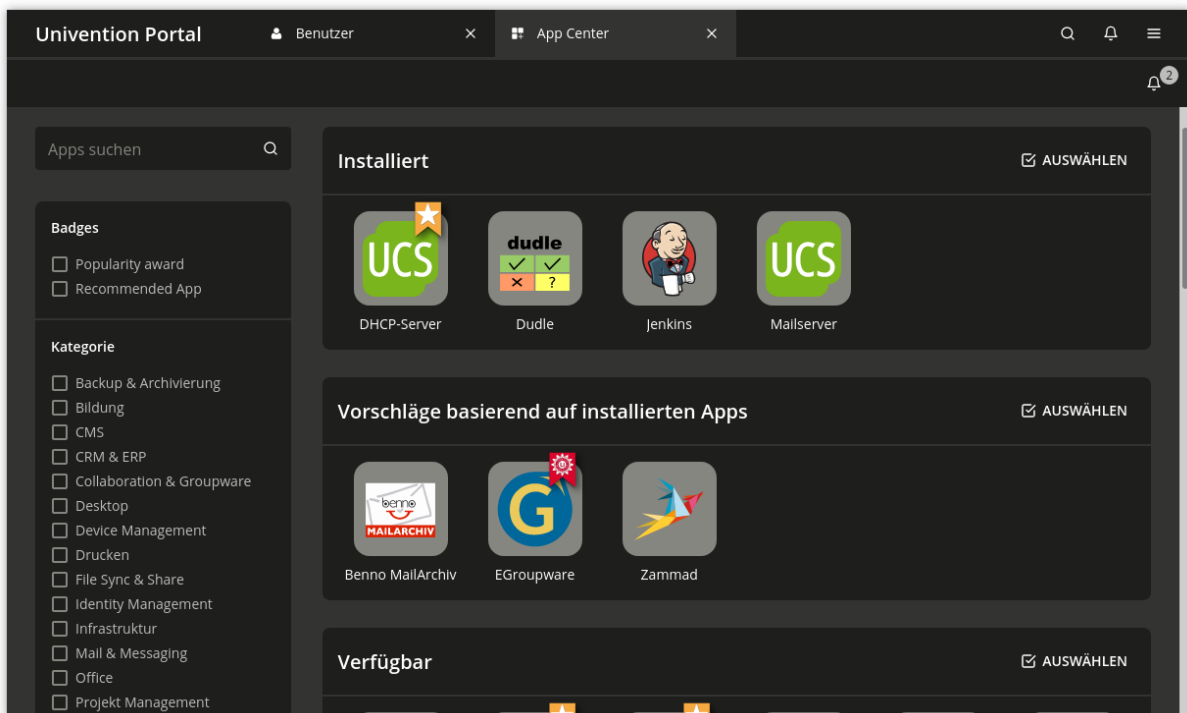 Univention Portal
Benutzer
App Center
2
Apps suchen
Badges
Popularity award
Recommended App
Kategorie
Backup & Archivierung
Bildung
CMS
CRM & ERP
Collaboration & Groupware
Desktop
Device Management
Drucken
File Sync & Share
Identity Management
Infrastruktur
Mail & Messaging
Office
Projekt Management
Installiert
AUSWÄHLEN
UCS
DHCP-Server
dudle
?
Dudle
Jenkins
UCS
Mailserver
Vorschläge basierend auf installierten Apps
AUSWÄHLEN
benno
MAILARCHIV
Benno MailArchiv
G
EGroupware
Zammad
Verfügbar
AUSWÄHLEN